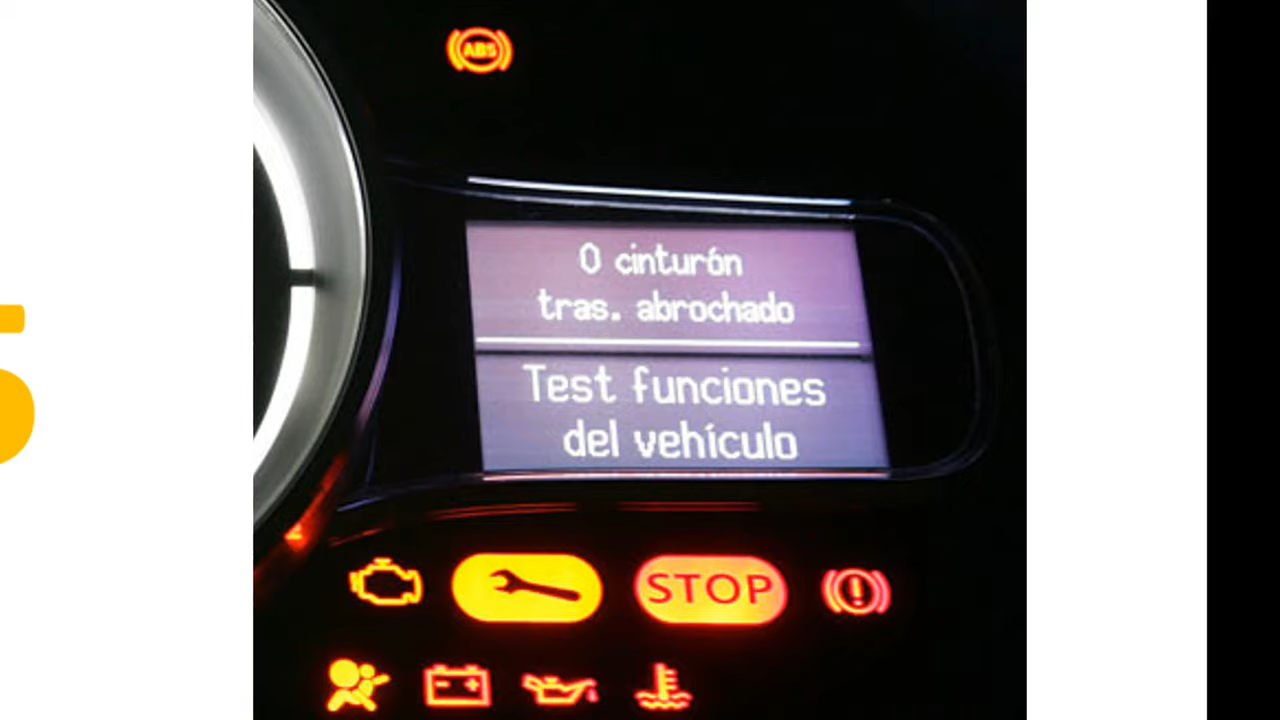 ABS
0 cinturón
tras. abrochado
Test funciones
del vehículo
STOP